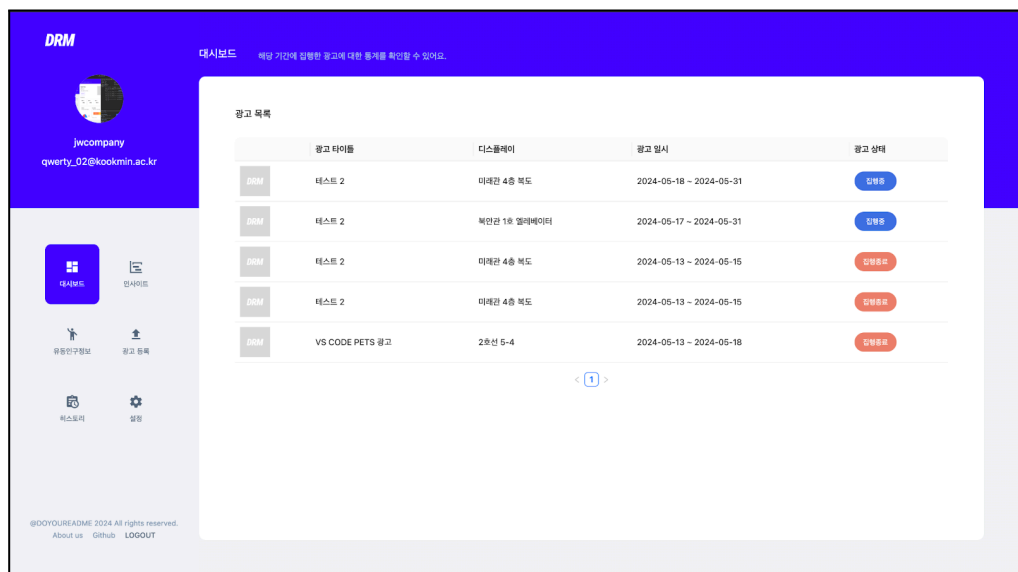 DRM
jwcompany
qwerty_02@kookmin.ac.kr
대시보드
인사이트
유동인구정보
광고 등록
히스토리
설정
@DOYOUREADME 2024 All rights reserved.
About us Github LOGOUT
대시보드 해당 기간에 집행한 광고에 대한 통계를 확인할 수 있어요.
광고 목록
광고 타이틀 디스플레이 광고 일시 광고 상태
DRM 테스트 2 미래관 4층 복도 2024-05-18 ~ 2024-05-31 집행중
DRM 테스트 2 복안관 1호 엘레베이터 2024-05-17 ~ 2024-05-31 집행중
DRM 테스트 2 미래관 4층 복도 2024-05-13 ~ 2024-05-15 집행종료
DRM 테스트 2 미래관 4층 복도 2024-05-13 ~ 2024-05-15 집행종료
DRM VS CODE PETS 광고 2호선 5-4 2024-05-13 ~ 2024-05-18 집행종료
< 1 >